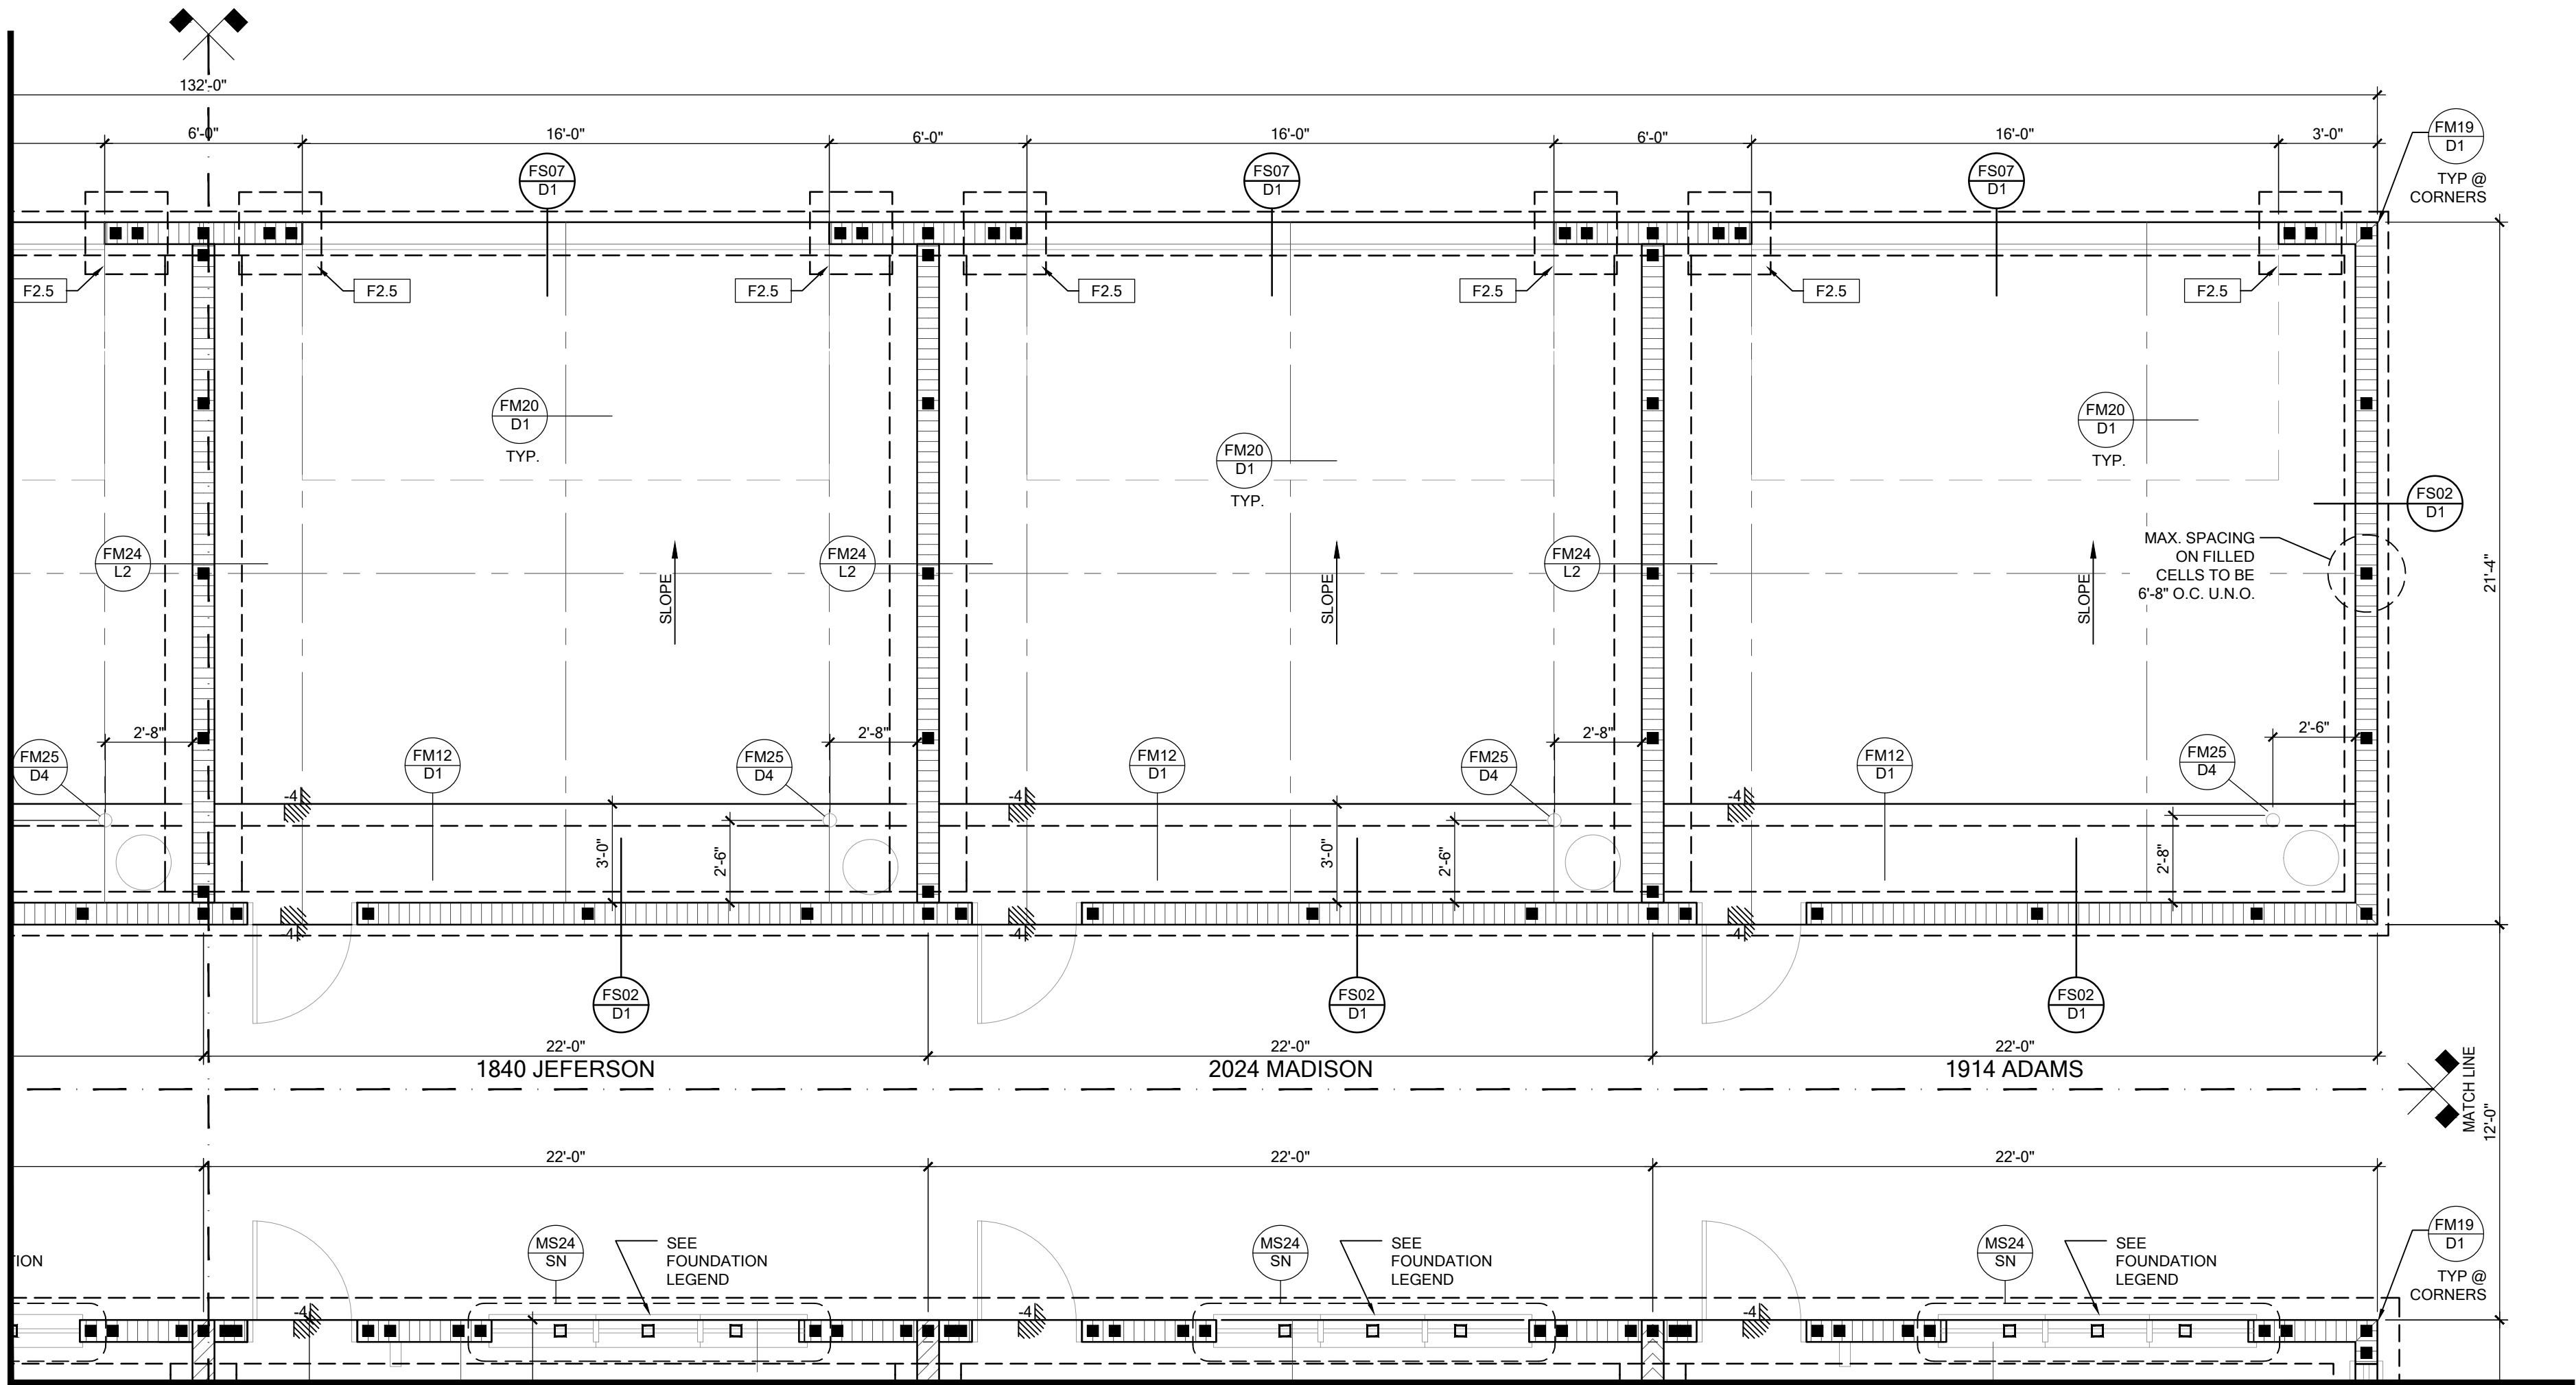 132'-0"
6'-0"
16'-0"
6'-0"
16'-0"
6'-0"
16'-0"
3'-0"
FM19
D1
TYP @
CORNERS
FS07
D1
FS07
D1
FS07
D1
F2.5
F2.5
F2.5
F2.5
F2.5
F2.5
F2.5
FM20
D1
TYP.
FM20
D1
TYP.
FM20
D1
TYP.
FS02
D1
MAX. SPACING
ON FILLED
CELLS TO BE
6'-8" O.C. U.N.O.
FM24
L2
FM24
L2
FM24
L2
SLOPE
SLOPE
SLOPE
21'-4"
2'-8"
2'-8"
2'-8"
2'-6"
FM25
D4
FM12
D1
FM25
D4
FM12
D1
FM25
D4
FM12
D1
FM25
D4
-4
-4
-4
3'-0"
2'-6"
3'-0"
2'-6"
2'-8"
-4
-4
-4
FS02
D1
FS02
D1
FS02
D1
22'-0"
22'-0"
22'-0"
1840 JEFERSON
2024 MADISON
1914 ADAMS
MATCH LINE
12'-0"
22'-0"
22'-0"
22'-0"
TION
MS24
SN
SEE
FOUNDATION
LEGEND
MS24
SN
SEE
FOUNDATION
LEGEND
MS24
SN
SEE
FOUNDATION
LEGEND
FM19
D1
TYP @
CORNERS
-4
-4
-4